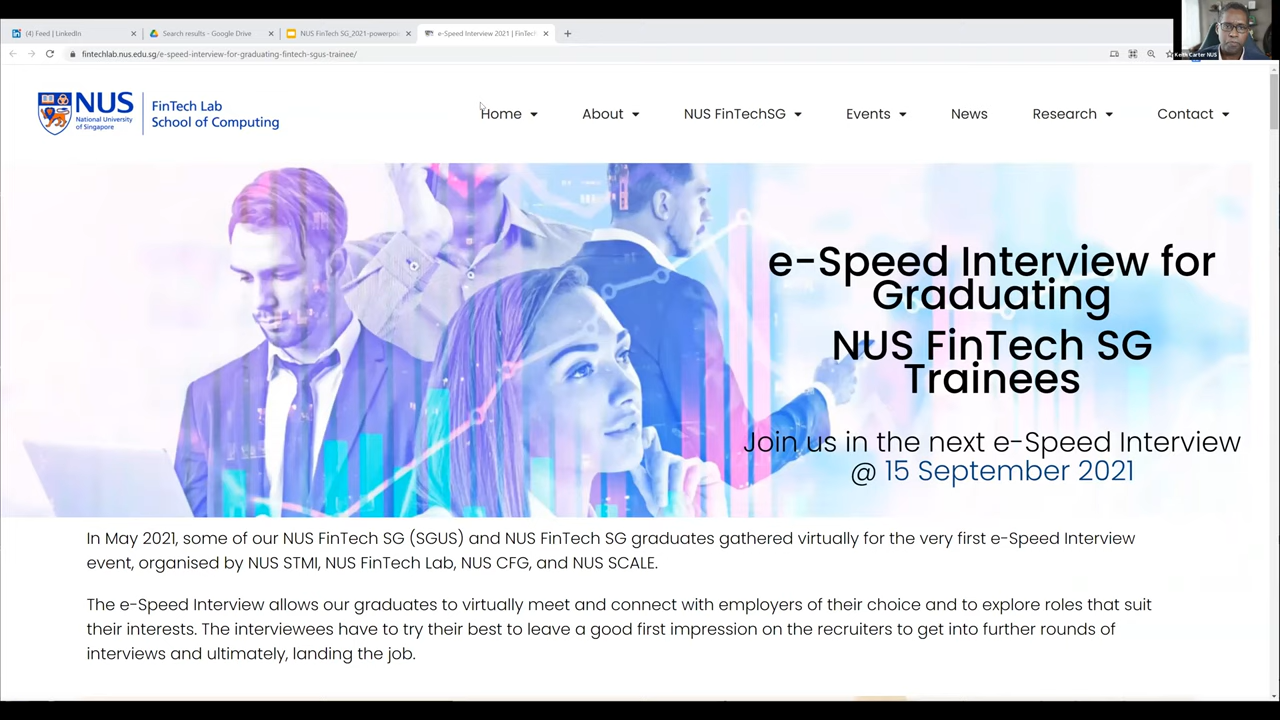 (4) Feed | LinkedIn
Search results - Google Drive
NUS FinTech SG_2021-powerpo
e-Speed Interview 2021 | FinTec
fintechlab.nus.edu.sg/e-speed-interview-for-graduating-fintech-sgus-trainee/
Keith Carter NUS
NUS
National University
of Singapore
FinTech Lab
School of Computing
Home
About
NUS FinTechSG
Events
News
Research
Contact
e-Speed Interview for
Graduating
NUS FinTech SG
Trainees
Join us in the next e-Speed Interview
@ 15 September 2021
In May 2021, some of our NUS FinTech SG (SGUS) and NUS FinTech SG graduates gathered virtually for the very first e-Speed Interview
event, organised by NUS STMI, NUS FinTech Lab, NUS CFG, and NUS SCALE.
The e-Speed Interview allows our graduates to virtually meet and connect with employers of their choice and to explore roles that suit
their interests. The interviewees have to try their best to leave a good first impression on the recruiters to get into further rounds of
interviews and ultimately, landing the job.